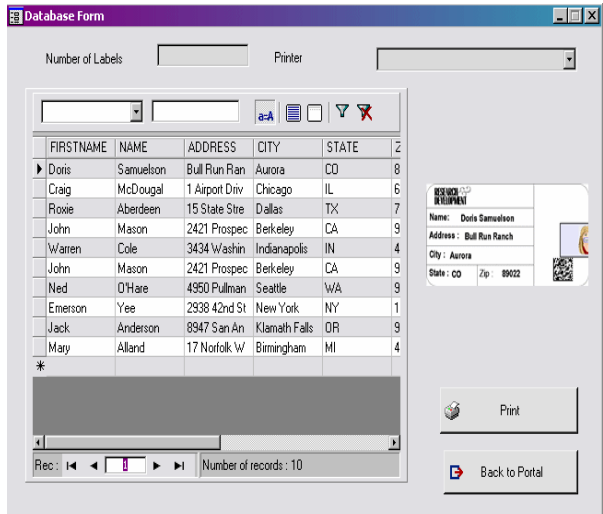 Database Form
Number of Labels
Printer
a=A
FIRSTNAME NAME ADDRESS CITY STATE Z
Doris Samuelson Bull Run Ran Aurora CO 8
Craig McDougal 1 Airport Driv Chicago IL 6
Roxie Aberdeen 15 State Stre Dallas TX 7
John Mason 2421 Prospec Berkeley CA 9
Warren Cole 3434 Washin Indianapolis IN 4
John Mason 2421 Prospec Berkeley CA 9
Ned O'Hare 4950 Pullman Seattle WA 9
Emerson Yee 2938 42nd St New York NY 1
Jack Anderson 8947 San An Klamath Falls OR 9
Mary Alland 17 Norfolk W Birmingham MI 4
Rec : 1 Number of records : 10
RESEARCH
DEVELOPMENT
Name: Doris Samuelson
Address : Bull Run Ranch
City : Aurora
State : CO Zip : 89022
Print
Back to Portal